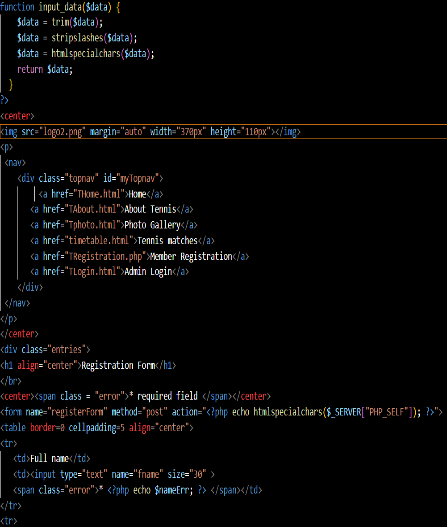 function input_data($data) {
$data = trim($data);
$data = stripslashes($data);
$data = htmlspecialchars($data);
return $data;
}
?>
<center>
<img src="logo2.png" margin="auto" width="370px" height="110px"></img>
<p>
<nav>
<div class="topnav" id="myTopnav">
<a href="THome.html">Home</a>
<a href="TAbout.html">About Tennis</a>
<a href="Tphoto.html">Photo Gallery</a>
<a href="timetable.html">Tennis matches</a>
<a href="TRegistration.php">Member Registration</a>
<a href="TLogin.html">Admin Login</a>
</div>
</nav>
</p>
</center>
<div class="entries">
<h1 align="center">Registration Form</h1>
</br>
<center><span class = "error">* required field </span></center>
<form name="registerForm" method="post" action="<?php echo htmlspecialchars($_SERVER["PHP_SELF"]); ?>">
<table border=0 cellpadding=5 align="center">
<tr>
<td>Full name</td>
<td><input type="text" name="fname" size="30" >
<span class="error">* <?php echo $nameErr; ?> </span></td>
</tr>
<tr>